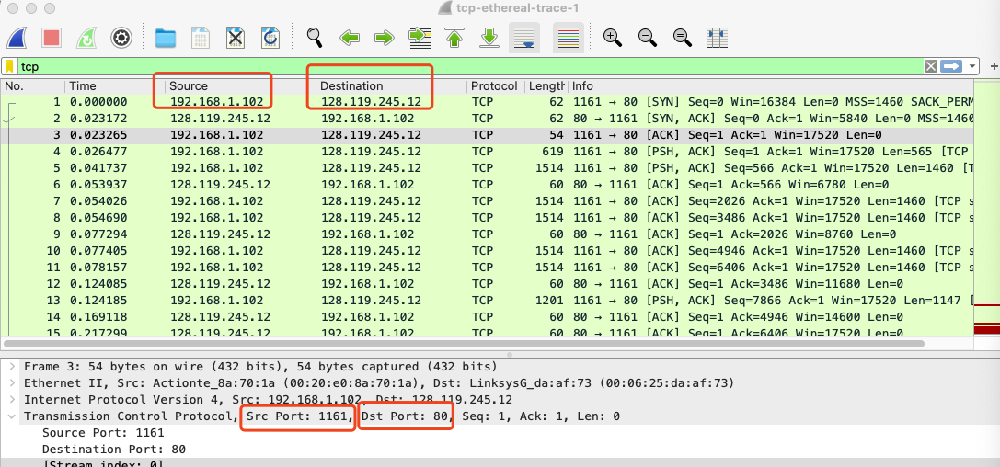 tcp-ethereal-trace-1
tcp
No. Time Source Destination Protocol Length Info
1 0.000000 192.168.1.102 128.119.245.12 TCP 62 1161 → 80 [SYN] Seq=0 Win=16384 Len=0 MSS=1460 SACK_PERM
2 0.023172 128.119.245.12 192.168.1.102 TCP 62 80 → 1161 [SYN, ACK] Seq=0 Ack=1 Win=5840 Len=0 MSS=1460
3 0.023265 192.168.1.102 128.119.245.12 TCP 54 1161 → 80 [ACK] Seq=1 Ack=1 Win=17520 Len=0
4 0.026477 192.168.1.102 128.119.245.12 TCP 619 1161 → 80 [PSH, ACK] Seq=1 Ack=1 Win=17520 Len=565 [TCP
5 0.041737 192.168.1.102 128.119.245.12 TCP 1514 1161 → 80 [PSH, ACK] Seq=566 Ack=1 Win=17520 Len=1460 [T
6 0.053937 128.119.245.12 192.168.1.102 TCP 60 80 → 1161 [ACK] Seq=1 Ack=566 Win=6780 Len=0
7 0.054026 192.168.1.102 128.119.245.12 TCP 1514 1161 → 80 [ACK] Seq=2026 Ack=1 Win=17520 Len=1460 [TCP s
8 0.054690 192.168.1.102 128.119.245.12 TCP 1514 1161 → 80 [ACK] Seq=3486 Ack=1 Win=17520 Len=1460 [TCP s
9 0.077294 128.119.245.12 192.168.1.102 TCP 60 80 → 1161 [ACK] Seq=1 Ack=2026 Win=8760 Len=0
10 0.077405 192.168.1.102 128.119.245.12 TCP 1514 1161 → 80 [ACK] Seq=4946 Ack=1 Win=17520 Len=1460 [TCP s
11 0.078157 192.168.1.102 128.119.245.12 TCP 1514 1161 → 80 [ACK] Seq=6406 Ack=1 Win=17520 Len=1460 [TCP s
12 0.124085 128.119.245.12 192.168.1.102 TCP 60 80 → 1161 [ACK] Seq=1 Ack=3486 Win=11680 Len=0
13 0.124185 192.168.1.102 128.119.245.12 TCP 1201 1161 → 80 [PSH, ACK] Seq=7866 Ack=1 Win=17520 Len=1147 [
14 0.169118 128.119.245.12 192.168.1.102 TCP 60 80 → 1161 [ACK] Seq=1 Ack=4946 Win=14600 Len=0
15 0.217299 128.119.245.12 192.168.1.102 TCP 60 80 → 1161 [ACK] Seq=1 Ack=6406 Win=17520 Len=0
Frame 3: 54 bytes on wire (432 bits), 54 bytes captured (432 bits)
Ethernet II, Src: Actionte_8a:70:1a (00:20:e0:8a:70:1a), Dst: LinksysG_da:af:73 (00:06:25:da:af:73)
Internet Protocol Version 4, Src: 192.168.1.102, Dst: 128.119.245.12
Transmission Control Protocol, Src Port: 1161, Dst Port: 80, Seq: 1, Ack: 1, Len: 0
Source Port: 1161
Destination Port: 80
[Stream index: 0]